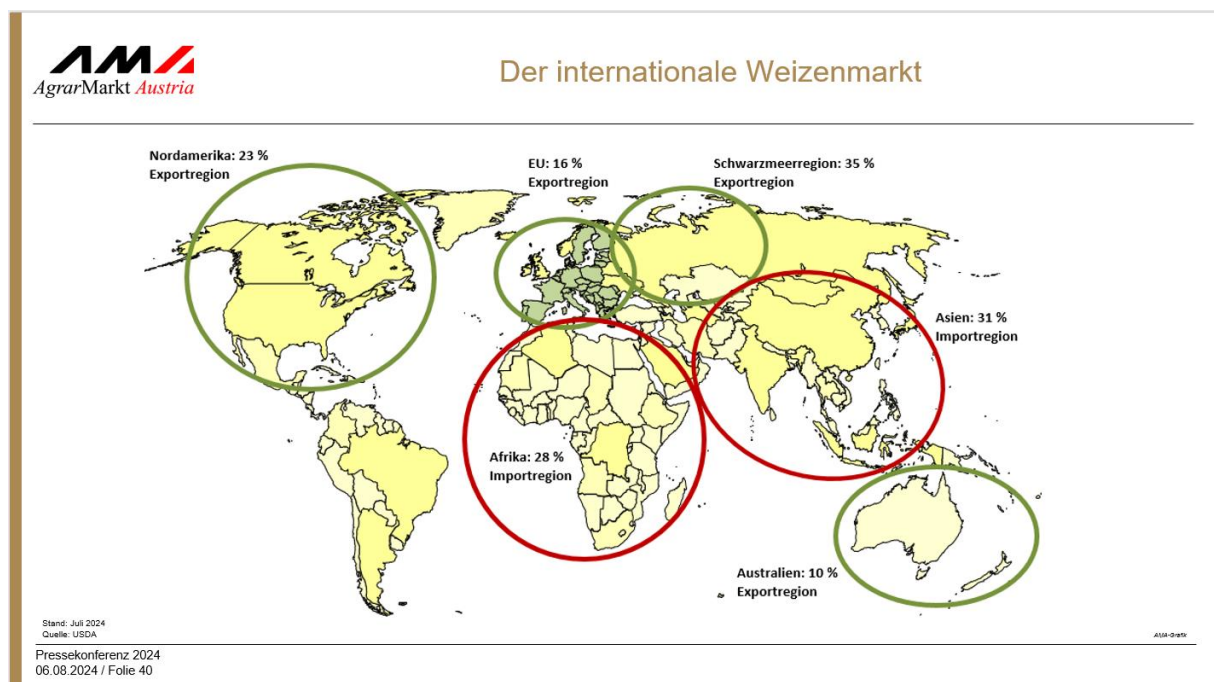 AMA
AgrarMarkt Austria
Der internationale Weizenmarkt
Nordamerika: 23 %
Exportregion
EU: 16 %
Exportregion
Schwarzmeerregion: 35 %
Exportregion
Asien: 31 %
Importregion
Afrika: 28 %
Importregion
Australien: 10 %
Exportregion
Stand: Juli 2024
Quelle: USDA
AMA-Grafik
Pressekonferenz 2024
06.08.2024 / Folie 40